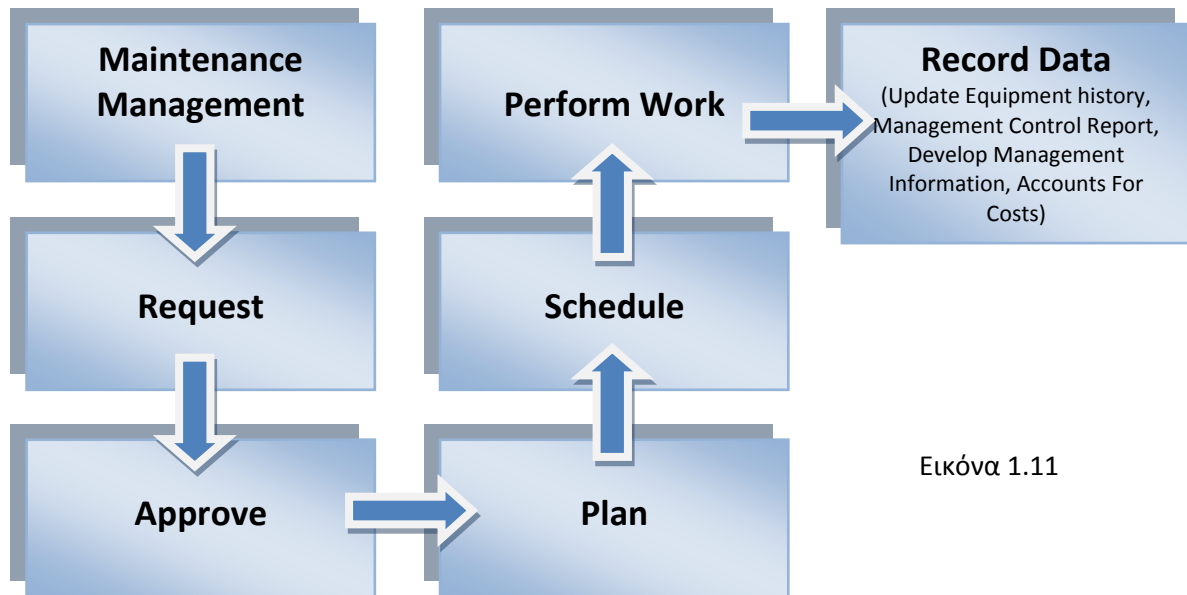 Maintenance
Management
Request
Approve
Plan
Schedule
Perform Work
Record Data
(Update Equipment history,
Management Control Report,
Develop Management
Information, Accounts For
Costs)
Εικόνα 1.11